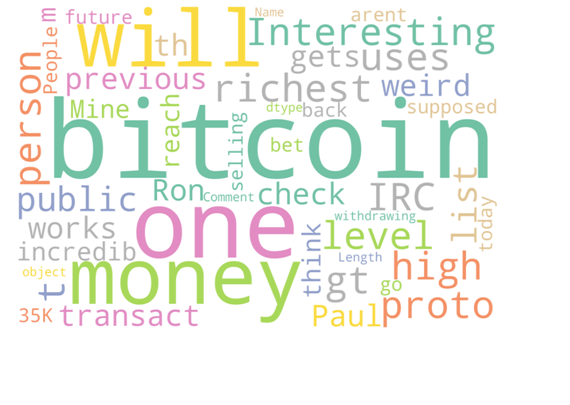 future Name arent
m People will th Interesting
gets uses
person previous richest weird
Mine reach dtype back supposed
bitcoin
selling bet
public Ron Comment check IRC list
withdrawing today
works one level
incredib think Length high
object t money gt go
35K transact Paul proto